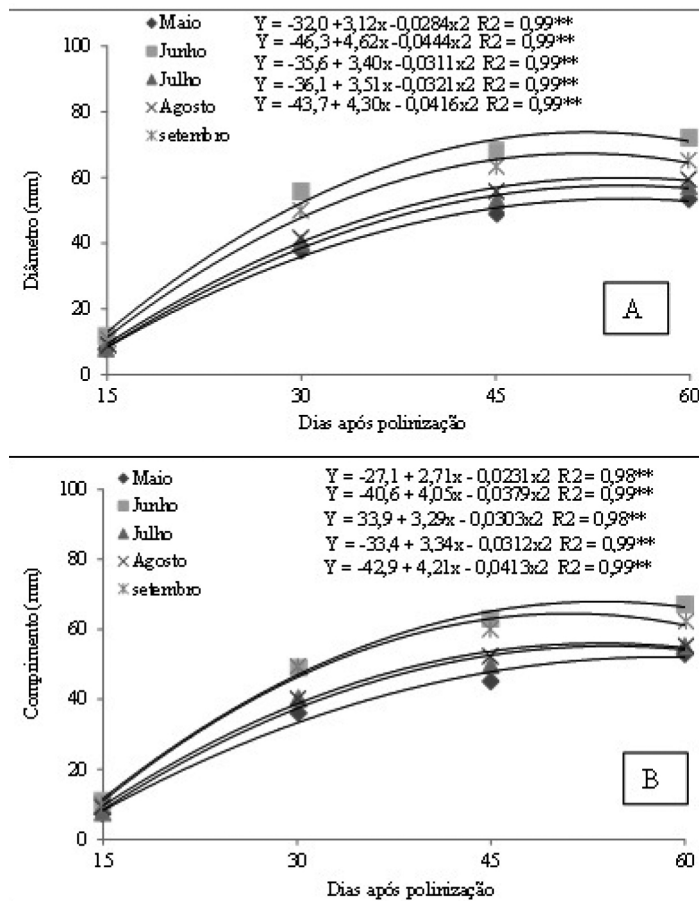 Maio Y = -32,0 +3,12x -0,0284x2 R2 = 0,99**
100 Junho Y = -46,3+ 4,62x -0,0444x2 R2 = 0,99**
Julho Y = -35,6 + 3,40x -0,0311x2 R2 = 0,99**
80 Agosto Y = -36,1 + 3,51x -0,0321x2 R2 = 0,99**
setembro Y = -43,7 + 4,30x - 0,0416x2 R2 = 0,99**
60
40
20
0
Diâmetro (mm)
A
15 30 45 60
Dias após polinização
Maio Y = -27,1 + 2,71x - 0,0231x2 R2 = 0,98**
100 Junho Y = -40,6 + 4,05x - 0,0379x2 R2 = 0,99**
Julho Y = 33,9 + 3,29x - 0,0303x2 R2 = 0,98**
80 Agosto Y = -33,4 + 3,34x - 0,0312x2 R2 = 0,99**
setembro Y = -42,9 + 4,21x - 0,0413x2 R2 = 0,99**
60
40
20
0
Comprimento (mm)
B
15 30 45 60
Dias após polinização